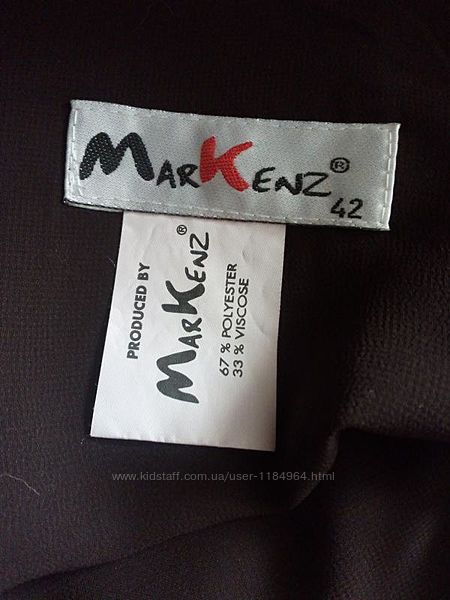 MARKENZ®
42
PRODUCED BY
MARKENZ®
67 % POLYESTER
33 % VISCOSE
www.kidstaff.com.ua/user-1184964.html